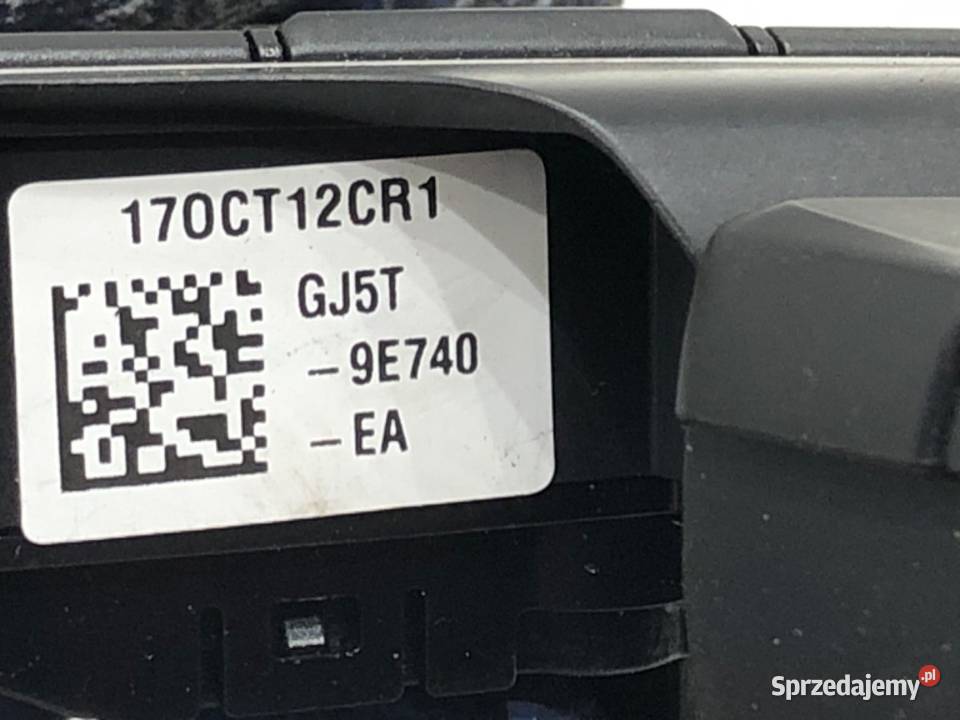 17OCT12CR1
GJ5T
-9E740
-EA
Sprzedajemy.pl